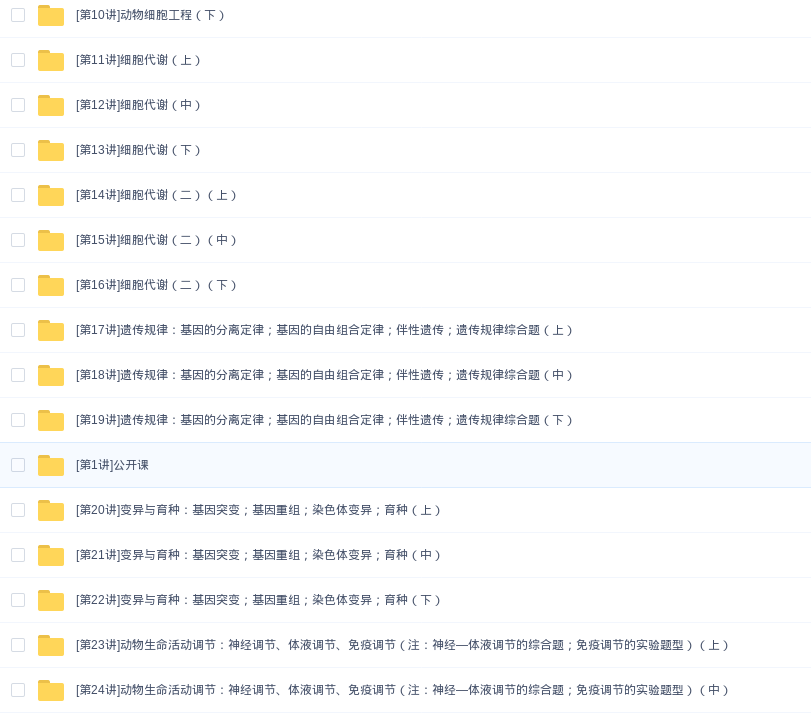 [第10讲]动物细胞工程（下）
[第11讲]细胞代谢（上）
[第12讲]细胞代谢（中）
[第13讲]细胞代谢（下）
[第14讲]细胞代谢（二）（上）
[第15讲]细胞代谢（二）（中）
[第16讲]细胞代谢（二）（下）
[第17讲]遗传规律：基因的分离定律；基因的自由组合定律；伴性遗传；遗传规律综合题（上）
[第18讲]遗传规律：基因的分离定律；基因的自由组合定律；伴性遗传；遗传规律综合题（中）
[第19讲]遗传规律：基因的分离定律；基因的自由组合定律；伴性遗传；遗传规律综合题（下）
[第1讲]公开课
[第20讲]变异与育种：基因突变；基因重组；染色体变异；育种（上）
[第21讲]变异与育种：基因突变；基因重组；染色体变异；育种（中）
[第22讲]变异与育种：基因突变；基因重组；染色体变异；育种（下）
[第23讲]动物生命活动调节：神经调节、体液调节、免疫调节（注：神经—体液调节的综合题；免疫调节的实验题型）（上）
[第24讲]动物生命活动调节：神经调节、体液调节、免疫调节（注：神经—体液调节的综合题；免疫调节的实验题型）（中）